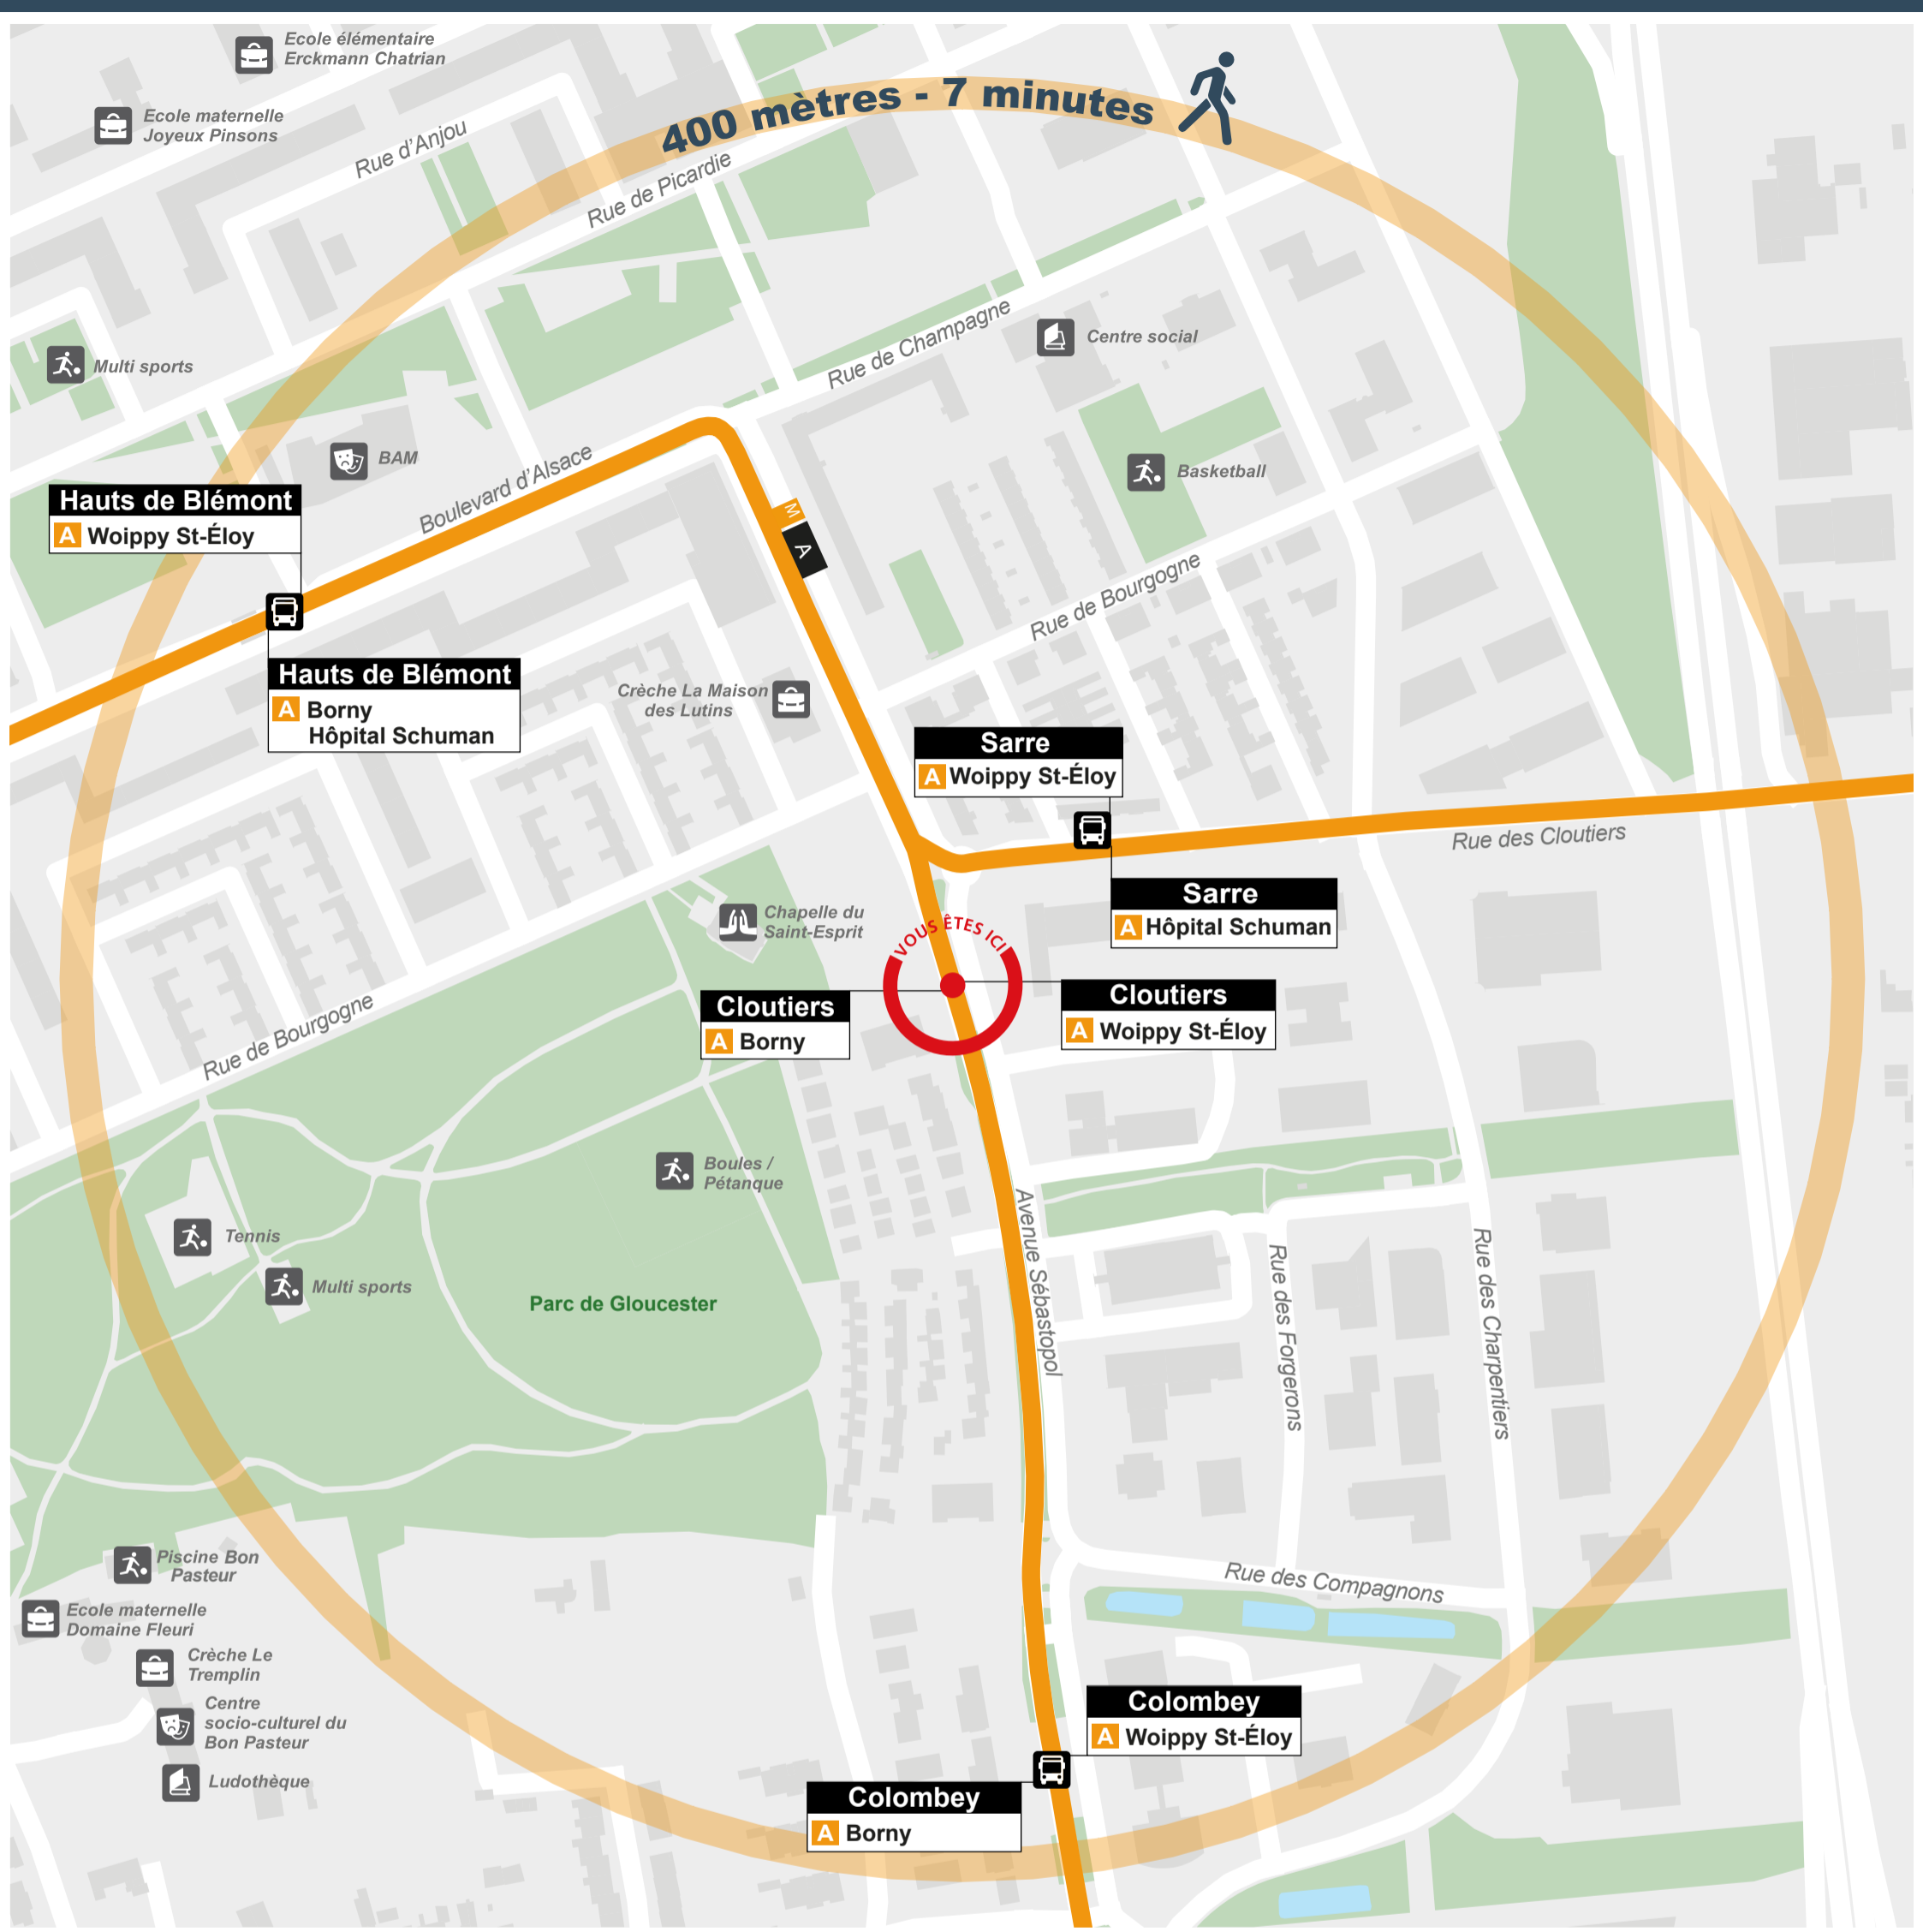 Ecole élémentaire
Erckmann Chatrian
Ecole maternelle
Joyeux Pinsons
400 mètres - 7 minutes
Rue d'Anjou
Rue de Picardie
Rue de Champagne
Centre social
Multi sports
BAM
Boulevard d'Alsace
Basketball
Hauts de Blémont
A Woippy St-Éloy
M
A
Rue de Bourgogne
Hauts de Blémont
A Borny
Hôpital Schuman
Crèche La Maison
des Lutins
Sarre
A Woippy St-Éloy
Rue des Cloutiers
Sarre
A Hôpital Schuman
Chapelle du
Saint-Esprit
VOUS ÊTES ICI
Cloutiers
A Borny
Cloutiers
A Woippy St-Éloy
Rue de Bourgogne
Boules /
Pétanque
Tennis
Multi sports
Parc de Gloucester
Avenue Sébastopol
Rue des Forgerons
Rue des Charpentiers
Piscine Bon
Pasteur
Rue des Compagnons
Ecole maternelle
Domaine Fleuri
Crèche Le
Tremplin
Centre
socio-culturel du
Bon Pasteur
Ludothèque
Colombey
A Woippy St-Éloy
Colombey
A Borny